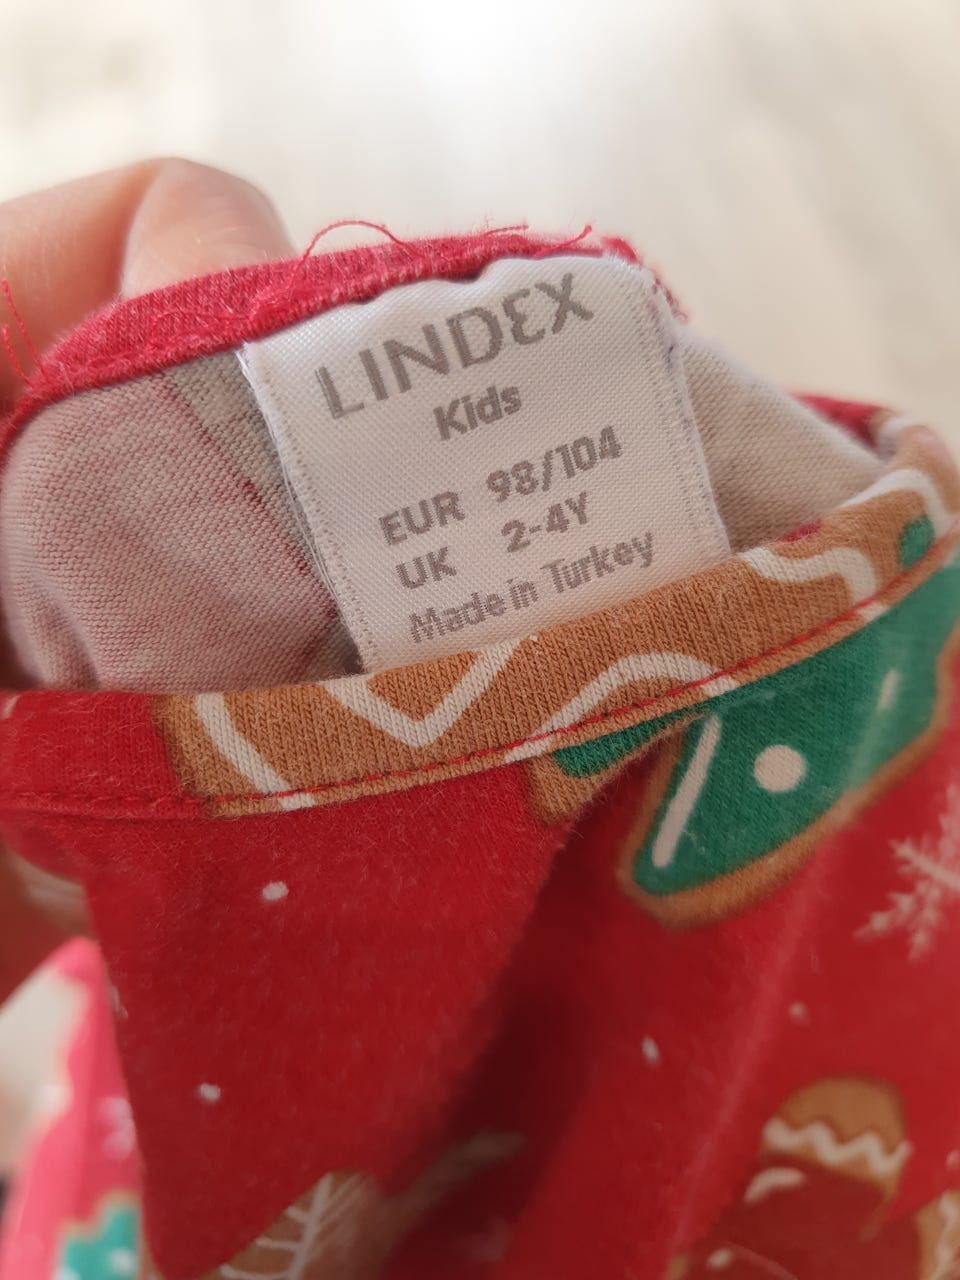 LINDEX
Kids
EUR 98/104
UK 2-4Y
Made in Turkey